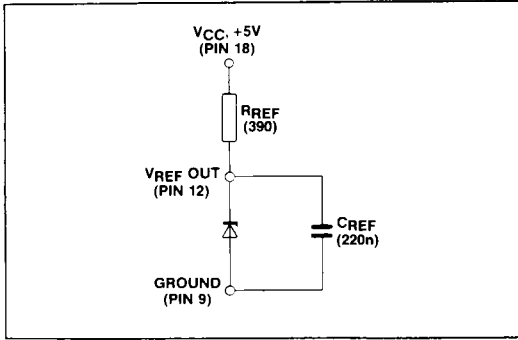 VCC, +5V
(PIN 18)
RREF
(390)
VREF OUT
(PIN 12)
CREF
(220n)
GROUND
(PIN 9)